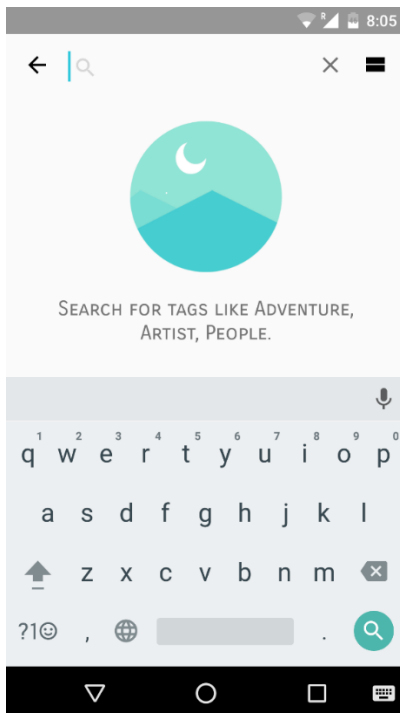 R 8:05
SEARCH FOR TAGS LIKE ADVENTURE,
ARTIST, PEOPLE.
1 2 3 4 5 6 7 8 9 0
q w e r t y u i o p
a s d f g h j k l
z x c v b n m
?1☺ , .